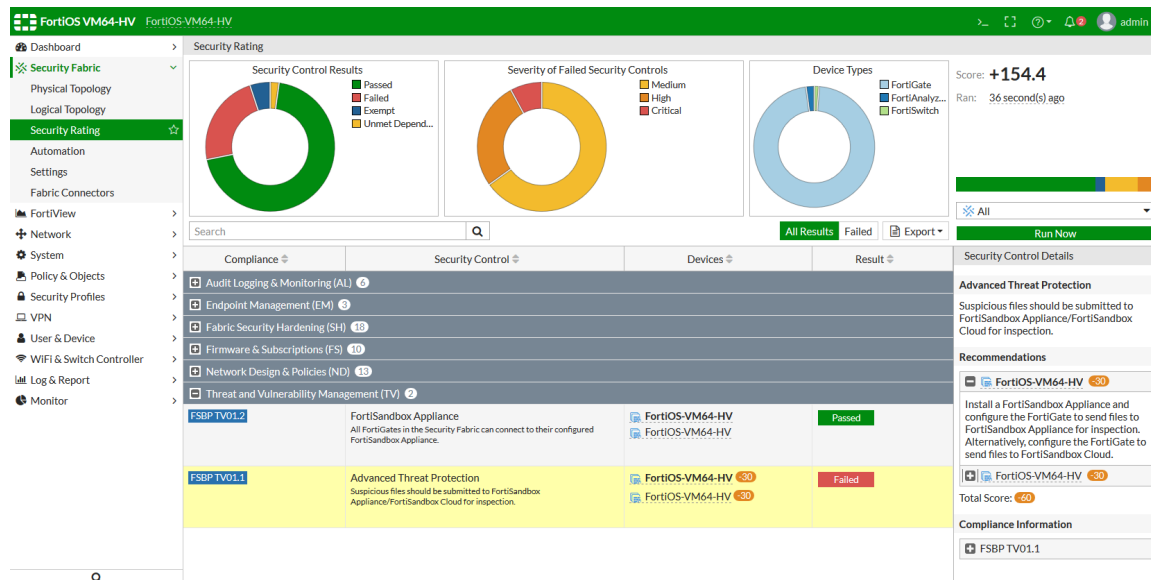 FortiOS VM64-HV FortiOS-VM64-HV
>_ 2 admin
Dashboard
Security Fabric
Physical Topology
Logical Topology
Security Rating
Automation
Settings
Fabric Connectors
FortiView
Network
System
Policy & Objects
Security Profiles
VPN
User & Device
WiFi & Switch Controller
Log & Report
Monitor
Security Rating
Security Control Results
Passed
Failed
Exempt
Unmet Depend...
Severity of Failed Security Controls
Medium
High
Critical
Device Types
FortiGate
FortiAnalyz...
FortiSwitch
Score: +154.4
Ran: 36 second(s) ago
All
Run Now
Search
All Results Failed Export
Compliance Security Control Devices Result
Audit Logging & Monitoring (AL) 6
Endpoint Management (EM) 3
Fabric Security Hardening (SH) 18
Firmware & Subscriptions (FS) 10
Network Design & Policies (ND) 13
Threat and Vulnerability Management (TV) 2
FSBP TV01.2
FortiSandbox Appliance
All FortiGates in the Security Fabric can connect to their configured
FortiSandbox Appliance.
FortiOS-VM64-HV
FortiOS-VM64-HV
Passed
FSBP TV01.1
Advanced Threat Protection
Suspicious files should be submitted to FortiSandbox
Appliance/FortiSandbox Cloud for inspection.
FortiOS-VM64-HV -30
FortiOS-VM64-HV -30
Failed
Security Control Details
Advanced Threat Protection
Suspicious files should be submitted to
FortiSandbox Appliance/FortiSandbox
Cloud for inspection.
Recommendations
FortiOS-VM64-HV -30
Install a FortiSandbox Appliance and
configure the FortiGate to send files to
FortiSandbox Appliance for inspection.
Alternatively, configure the FortiGate to
send files to FortiSandbox Cloud.
FortiOS-VM64-HV -30
Total Score: -60
Compliance Information
FSBP TV01.1